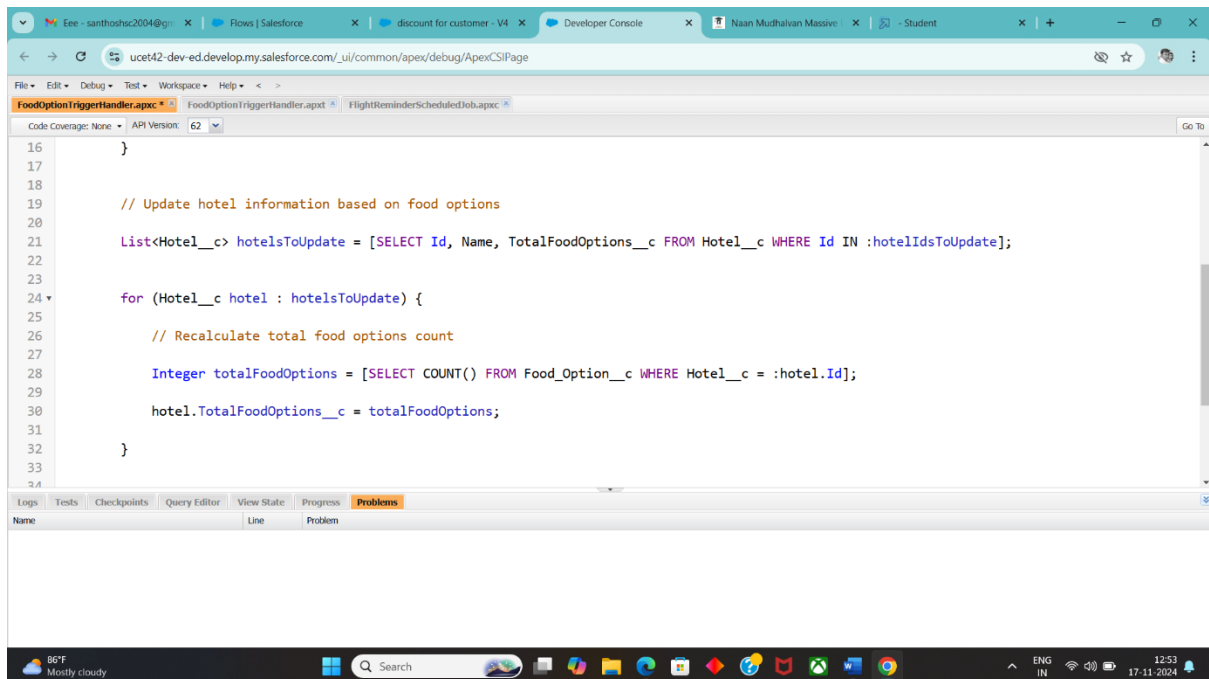 Eee - santhoshsc2004@gm
Flows | Salesforce
discount for customer - V4
Developer Console
Naan Mudhalvan Massive
- Student
ucet42-dev-ed.develop.my.salesforce.com/_ui/common/apex/debug/ApexCSIPage
File Edit Debug Test Workspace Help < >
FoodOptionTriggerHandler.apxc * FoodOptionTriggerHandler.apxt FlightReminderScheduledJob.apxc
Code Coverage: None API Version: 62 Go To
16 }
17
18
19 // Update hotel information based on food options
20
21 List<Hotel__c> hotelsToUpdate = [SELECT Id, Name, TotalFoodOptions__c FROM Hotel__c WHERE Id IN :hotelIdsToUpdate];
22
23
24 for (Hotel__c hotel : hotelsToUpdate) {
25
26 // Recalculate total food options count
27
28 Integer totalFoodOptions = [SELECT COUNT() FROM Food_Option__c WHERE Hotel__c = :hotel.Id];
29
30 hotel.TotalFoodOptions__c = totalFoodOptions;
31
32 }
33
34
Logs Tests Checkpoints Query Editor View State Progress Problems
Name Line Problem
86°F
Mostly cloudy
Search
ENG
IN
12:53
17-11-2024